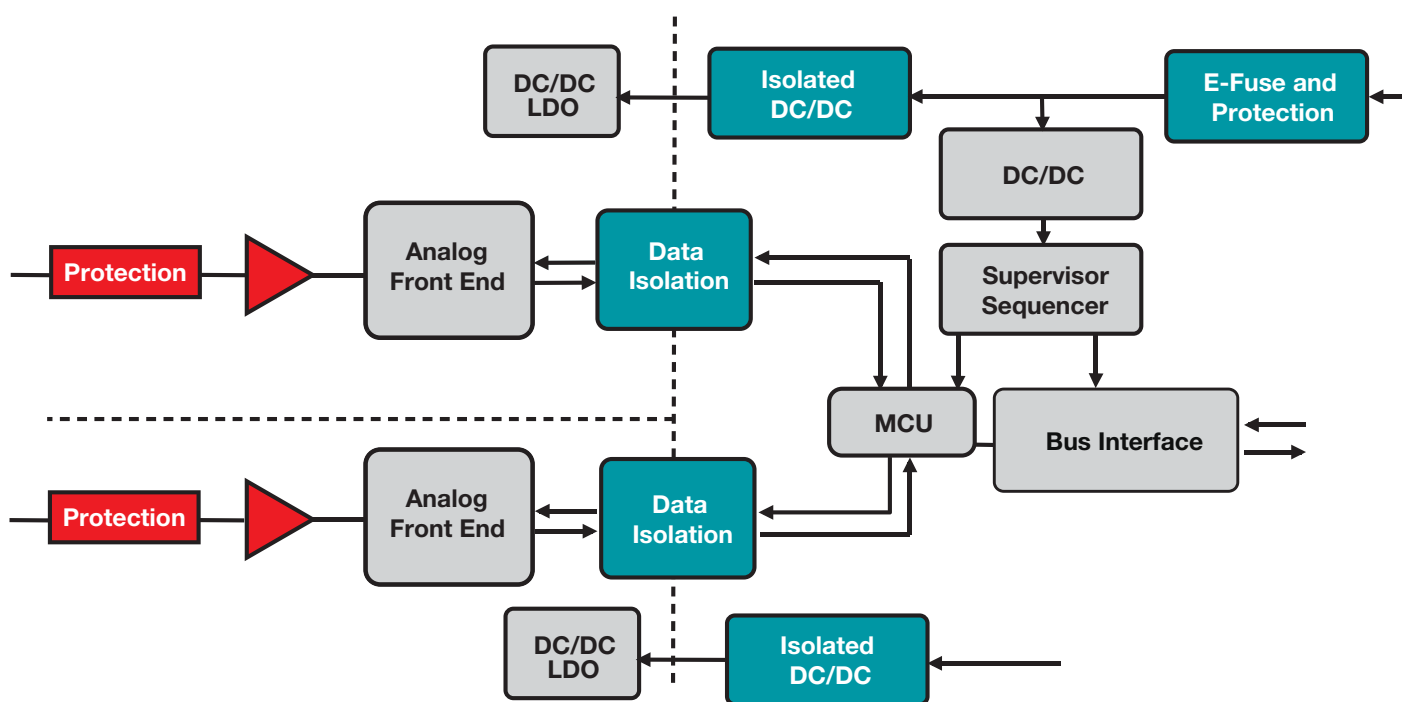 DC/DC
LDO
Isolated
DC/DC
E-Fuse and
Protection
DC/DC
Protection
Analog
Front End
Data
Isolation
Supervisor
Sequencer
MCU
Bus Interface
Protection
Analog
Front End
Data
Isolation
DC/DC
LDO
Isolated
DC/DC